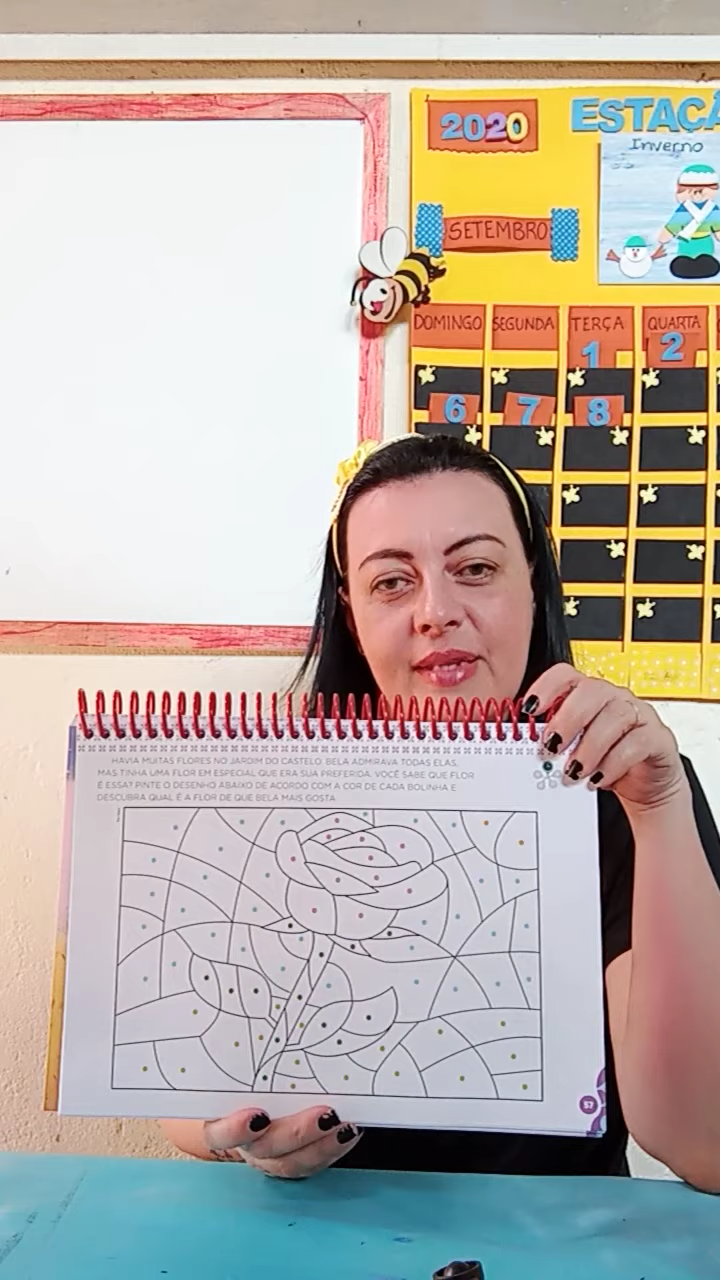 2020
ESTAÇÃ
Inverno
SETEMBRO
DOMINGO SEGUNDA TERÇA QUARTA
1 2
6 7 8
HAVIA MUITAS FLORES NO JARDIM DO CASTELO. BELA ADMIRAVA TODAS ELAS,
MAS TINHA UMA FLOR EM ESPECIAL QUE ERA SUA PREFERIDA. VOCÊ SABE QUE FLOR
É ESSA? PINTE O DESENHO ABAIXO DE ACORDO COM A COR DE CADA BOLINHA E
DESCUBRA QUAL É A FLOR DE QUE BELA MAIS GOSTA.
57